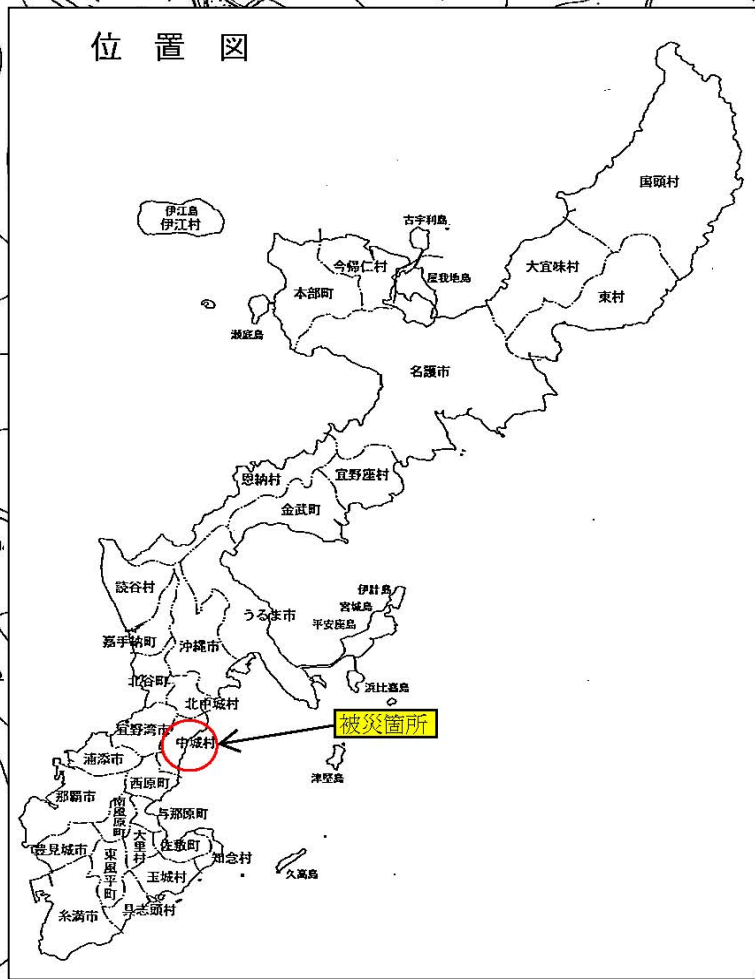 位置図
国頭村
伊江島
伊江村
古宇利島
今帰仁村
屋我地島
大宜味村
本部町
東村
瀬底島
名護市
恩納村
宜野座村
金武町
読谷村
伊計島
宮城島
うるま市
平安座島
嘉手納町
沖縄市
北谷町
浜比嘉島
北中城村
被災箇所
宜野湾市
中城村
浦添市
津堅島
西原町
那覇市
南風原町
与那原町
大里村
佐敷町
豊見城市
知念村
東風平町
久高島
玉城村
糸満市
具志頭村